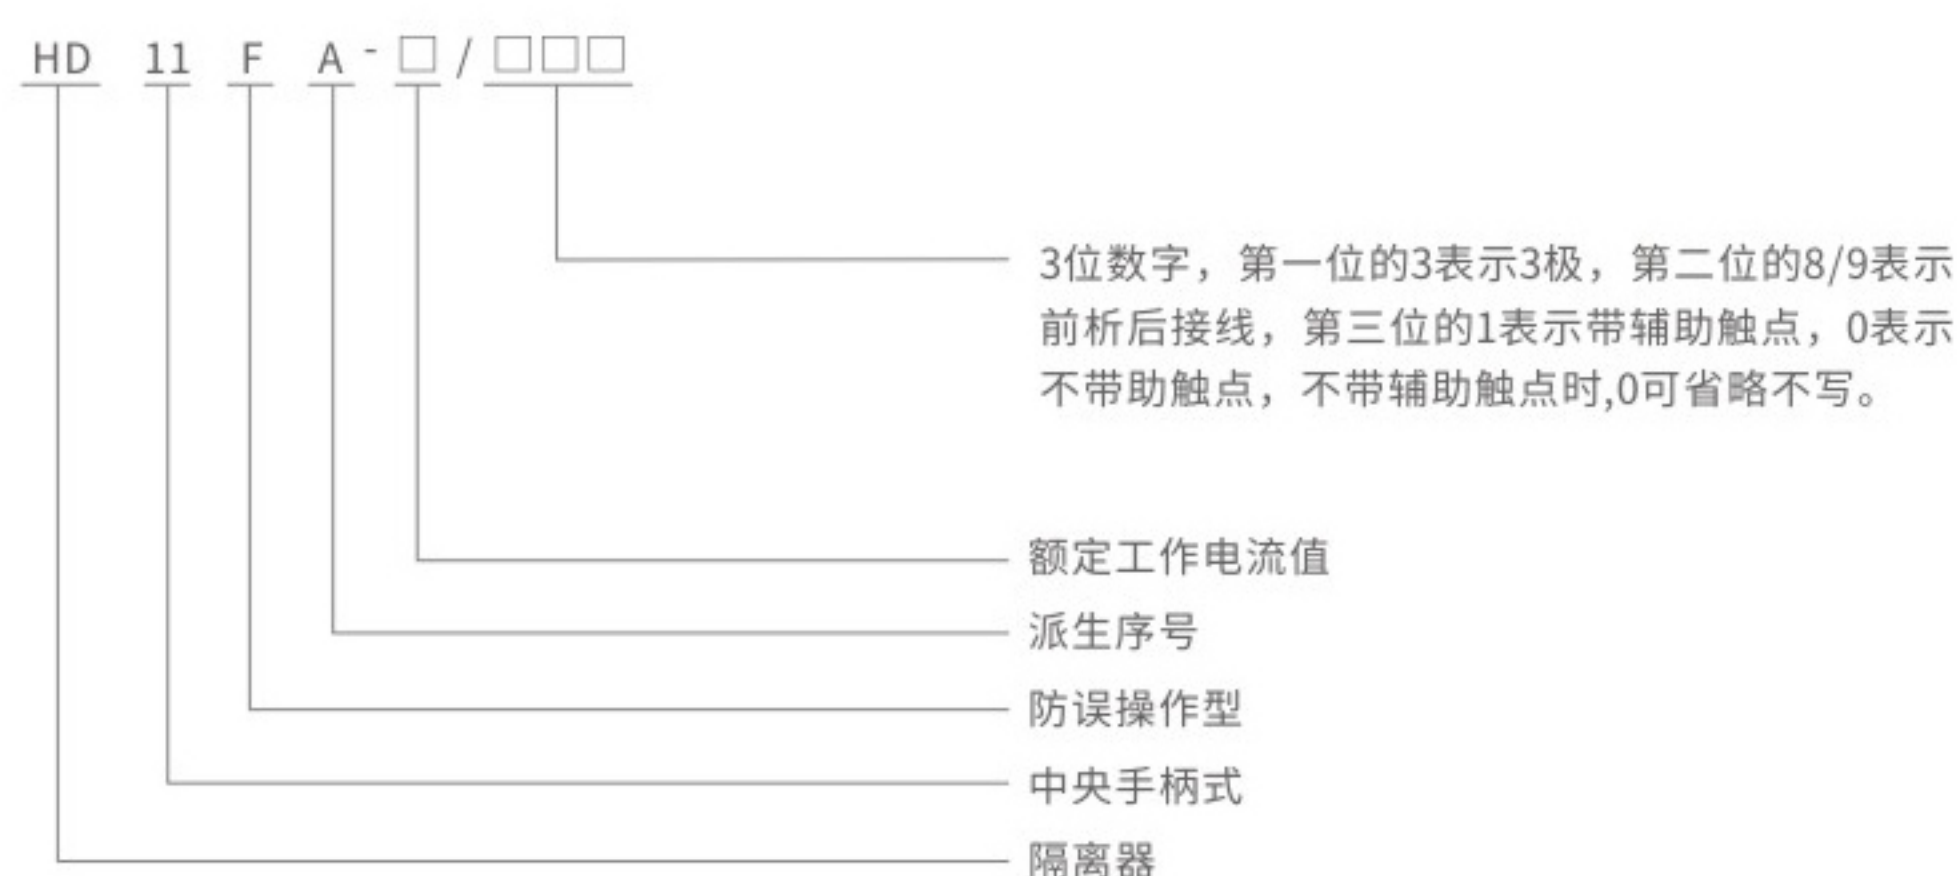 HD 11 F A - □ / □□□
3位数字，第一位的3表示3极，第二位的8/9表示
前析后接线，第三位的1表示带辅助触点，0表示
不带助触点，不带辅助触点时,0可省略不写。
额定工作电流值
派生序号
防误操作型
中央手柄式
隔离器